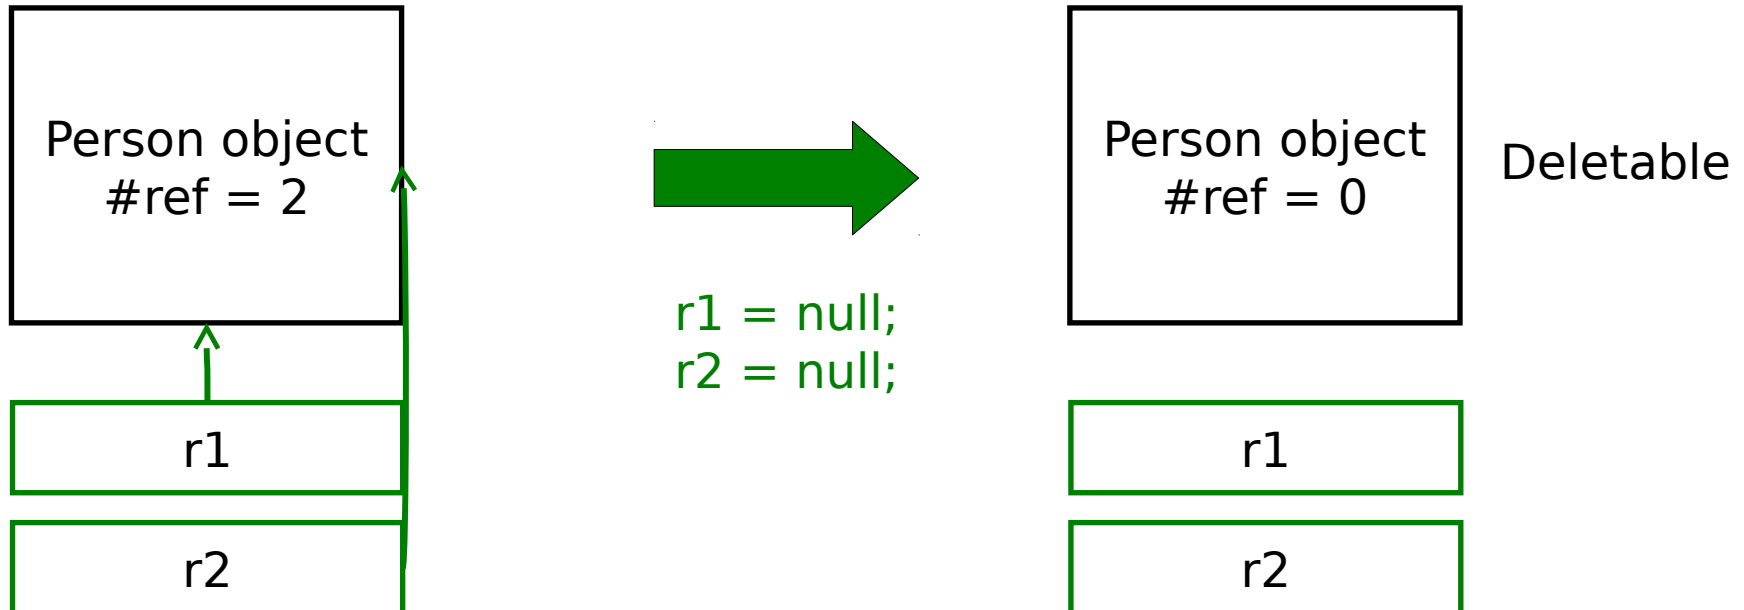 Person object
#ref = 2
r1
r2
r1 = null;
r2 = null;
Person object
#ref = 0
Deletable
r1
r2